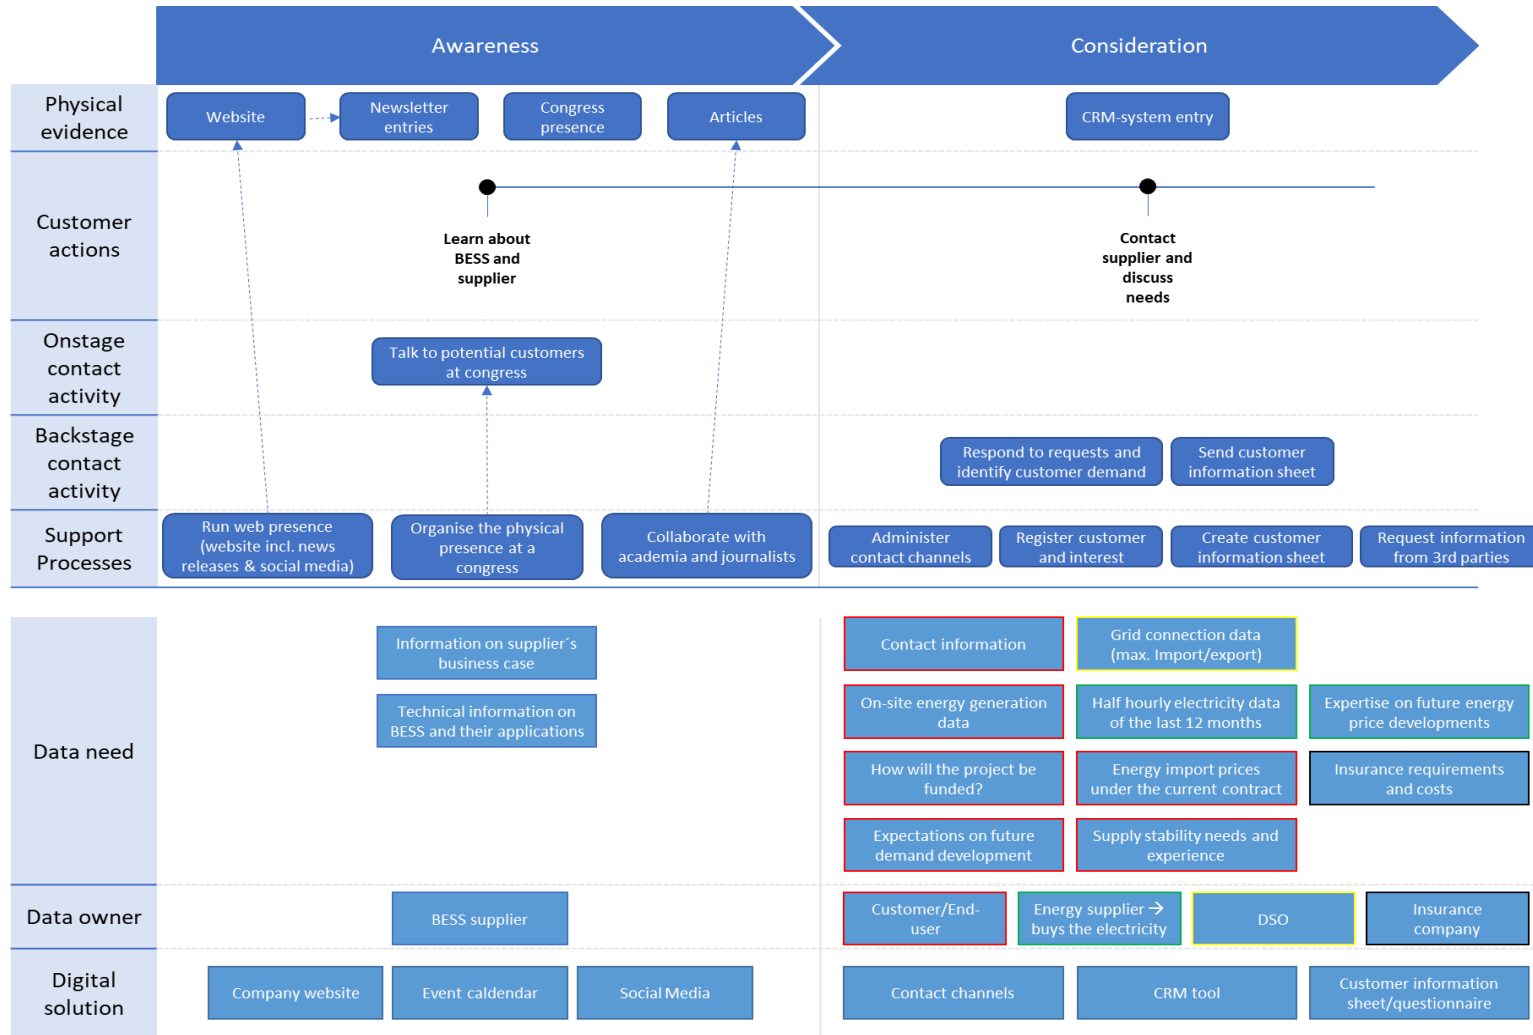 Awareness
Consideration
Physical
evidence
Website
Newsletter
entries
Congress
presence
Articles
CRM-system entry
Customer
actions
Learn about
BESS and
supplier
Contact
supplier and
discuss
needs
Onstage
contact
activity
Talk to potential customers
at congress
Backstage
contact
activity
Respond to requests and
identify customer demand
Send customer
information sheet
Support
Processes
Run web presence
(website incl. news
releases & social media)
Organise the physical
presence at a
congress
Collaborate with
academia and journalists
Administer
contact channels
Register customer
and interest
Create customer
information sheet
Request information
from 3rd parties
Data need
Information on supplier´s
business case
Technical information on
BESS and their applications
Contact information
Grid connection data
(max. Import/export)
On-site energy generation
data
Half hourly electricity data
of the last 12 months
Expertise on future energy
price developments
How will the project be
funded?
Energy import prices
under the current contract
Insurance requirements
and costs
Expectations on future
demand development
Supply stability needs and
experience
Data owner
BESS supplier
Customer/End-
user
Energy supplier →
buys the electricity
DSO
Insurance
company
Digital
solution
Company website
Event caldendar
Social Media
Contact channels
CRM tool
Customer information
sheet/questionnaire